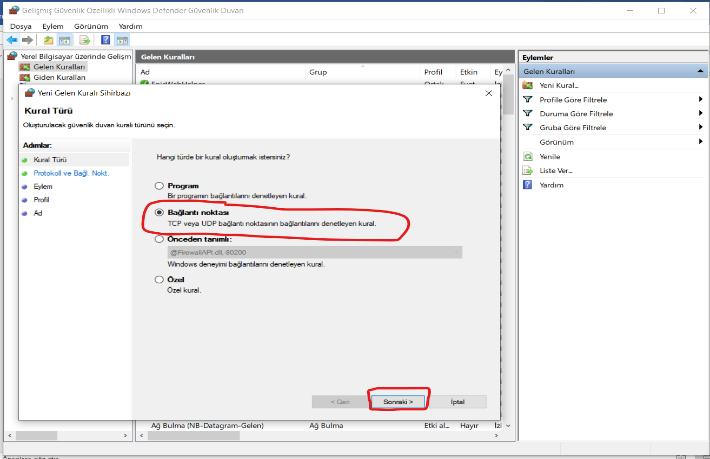 Gelişmiş Güvenlik Özellikli Windows Defender Güvenlik Duvarı
Dosya Eylem Görünüm Yardım
Yerel Bilgisayar üzerinde Gelişm
Gelen Kuralları
Giden Kuralları
Gelen Kuralları
Ad Grup Profil Etkin Ey
EpicWebHelper
Eylemler
Gelen Kuralları
Yeni Kural...
Profile Göre Filtrele
Duruma Göre Filtrele
Gruba Göre Filtrele
Görünüm
Yenile
Liste Ver...
Yardım
Yeni Gelen Kuralı Sihirbazı
Kural Türü
Oluşturulacak güvenlik duvarı kuralı türünü seçin.
Adımlar:
Kural Türü
Protokoll ve Bağl. Nokt.
Eylem
Profil
Ad
Hangi türde bir kural oluşturmak istersiniz?
Program
Bir programın bağlantılarını denetleyen kural.
Bağlantı noktası
TCP veya UDP bağlantı noktasının bağlantılarını denetleyen kural.
Önceden tanımlı:
@FirewallAPI.dll,-80200
Windows deneyimi bağlantılarını denetleyen kural.
Özel
Özel kural.
< Geri Sonraki > İptal
Ağ Bulma (NB-Datagram-Gelen) Ağ Bulma Etki al... Hayır İzi